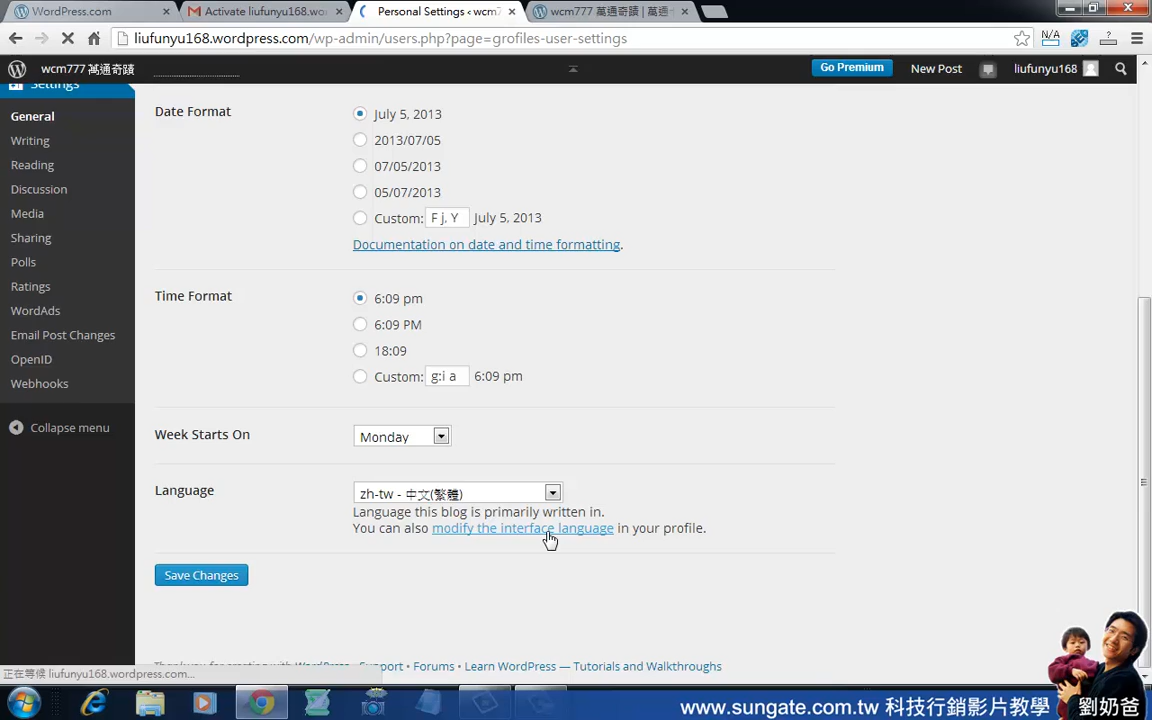 WordPress.com
Activate liufunyu168.wo
Personal Settings ‹ wcm7
wcm777 萬通奇蹟 | 萬通
liufunyu168.wordpress.com/wp-admin/users.php?page=grofiles-user-settings
N/A
?
wcm777 萬通奇蹟
Go Premium
New Post
liufunyu168
Settings
General
Writing
Reading
Discussion
Media
Sharing
Polls
Ratings
WordAds
Email Post Changes
OpenID
Webhooks
Collapse menu
Date Format
July 5, 2013
2013/07/05
07/05/2013
05/07/2013
Custom: F j, Y July 5, 2013
Documentation on date and time formatting.
Time Format
6:09 pm
6:09 PM
18:09
Custom: g:i a 6:09 pm
Week Starts On
Monday
Language
zh-tw - 中文(繁體)
Language this blog is primarily written in.
You can also modify the interface language in your profile.
Save Changes
Thank you for creating with WordPress • Support • Forums • Learn WordPress — Tutorials and Walkthroughs
正在等候 liufunyu168.wordpress.com...
www.sungate.com.tw 科技行銷影片教學
劉奶爸